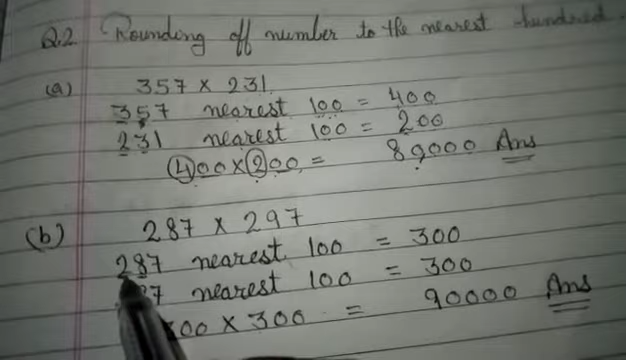 Q.2 Rounding off number to the nearest hundred.
(a) 357 × 231
357 nearest 100 = 400
231 nearest 100 = 200
400 × 200 = 80000 Ans
(b) 287 × 297
287 nearest 100 = 300
nearest 100 = 300
× 300 = 90000 Ans